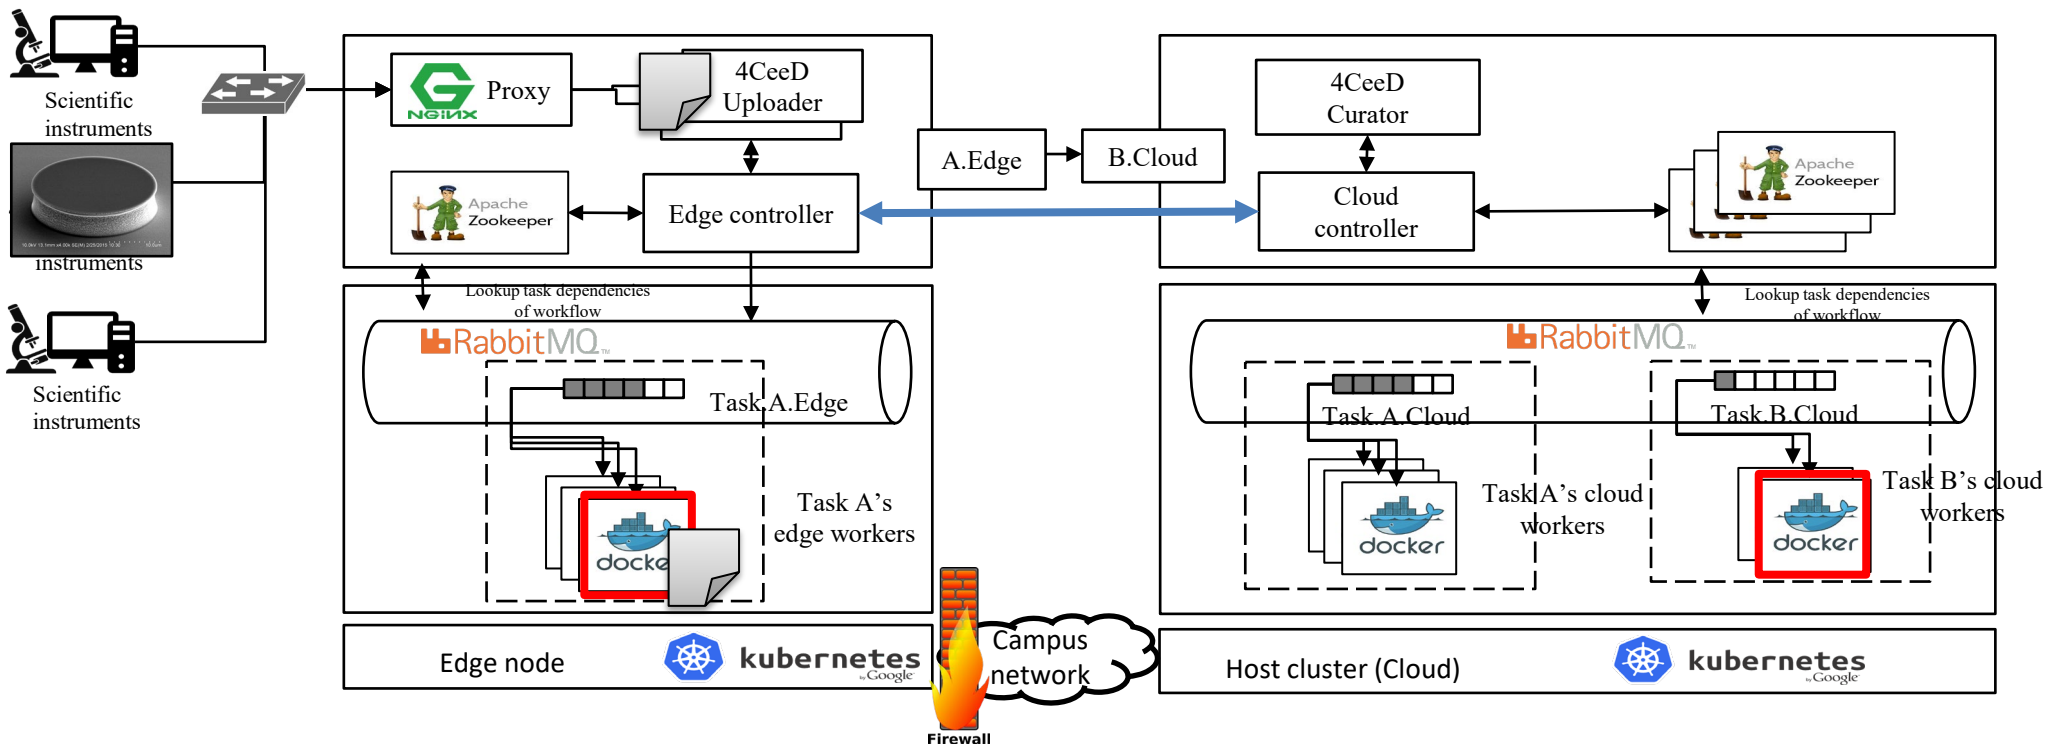 Scientific
instruments
instruments
Scientific
instruments
NGiNX
Proxy
4CeeD
Uploader
Apache
Zookeeper
Edge controller
A.Edge
B.Cloud
4CeeD
Curator
Cloud
controller
Apache
Zookeeper
Lookup task dependencies
of workflow
RabbitMQ
TM
Task.A.Edge
docke
Task A's
edge workers
Lookup task dependencies
of workflow
RabbitMQ
TM
Task.A.Cloud
Task.B.Cloud
docker
Task A's cloud
workers
docker
Task B's cloud
workers
Edge node
kubernetes
by Google
Firewall
Campus
network
Host cluster (Cloud)
kubernetes
by Google